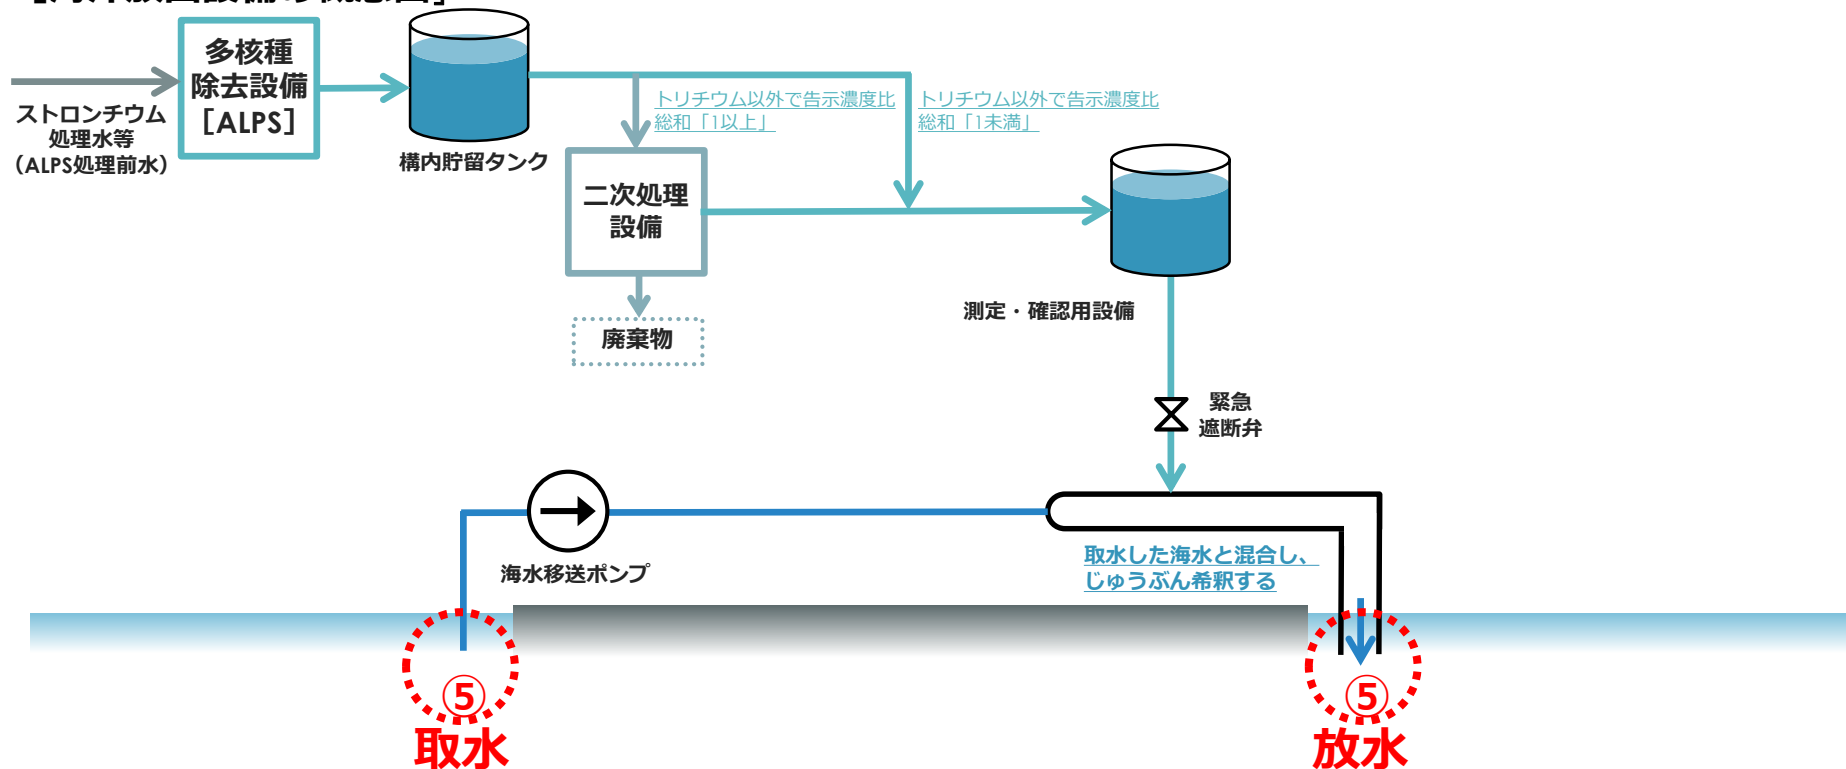 多核種
除去設備
［ALPS］
ストロンチウム
処理水等
（ALPS処理前水）
構内貯留タンク
トリチウム以外で告示濃度比
総和「1以上」
トリチウム以外で告示濃度比
総和「1未満」
二次処理
設備
廃棄物
測定・確認用設備
緊急
遮断弁
海水移送ポンプ
取水した海水と混合し、
じゅうぶん希釈する
⑤
取水
⑤
放水